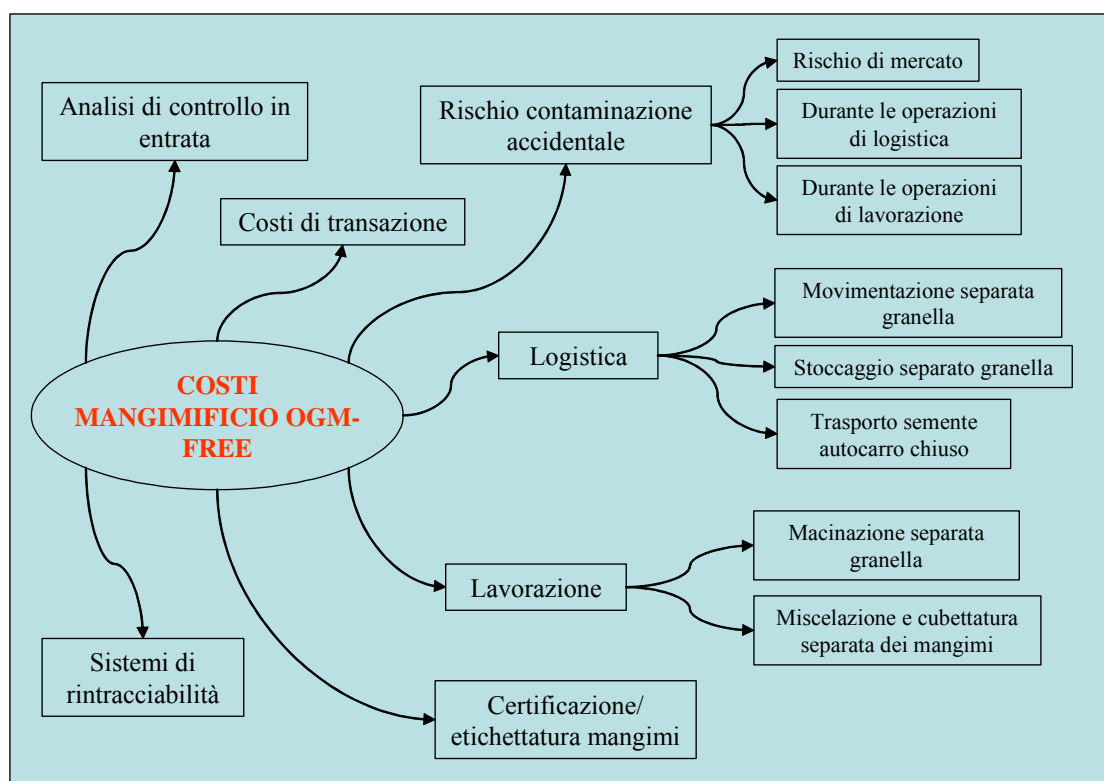 Rischio di mercato
Analisi di controllo in
entrata
Rischio contaminazione
accidentale
Durante le operazioni
di logistica
Durante le operazioni
di lavorazione
Costi di transazione
Movimentazione separata
granella
Logistica
Stoccaggio separato granella
COSTI
MANGIMIFICIO OGM-
FREE
Trasporto semente
autocarro chiuso
Macinazione separata
granella
Lavorazione
Miscelazione e cubettatura
separata dei mangimi
Sistemi di
rintracciabilità
Certificazione/
etichettatura mangimi